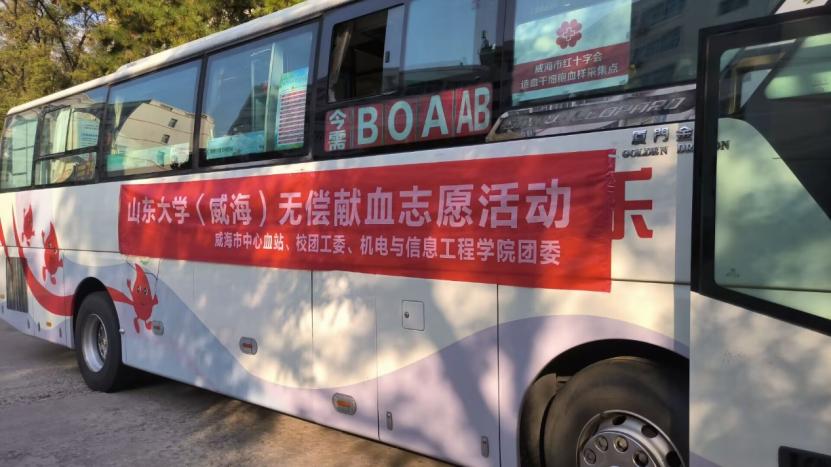 威海市红十字会
造血干细胞血样采集点
今需 B O A AB
厦门金
GOLDEN DRAGON
山东大学（威海）无偿献血志愿活动
威海市中心血站、校团工委、机电与信息工程学院团委